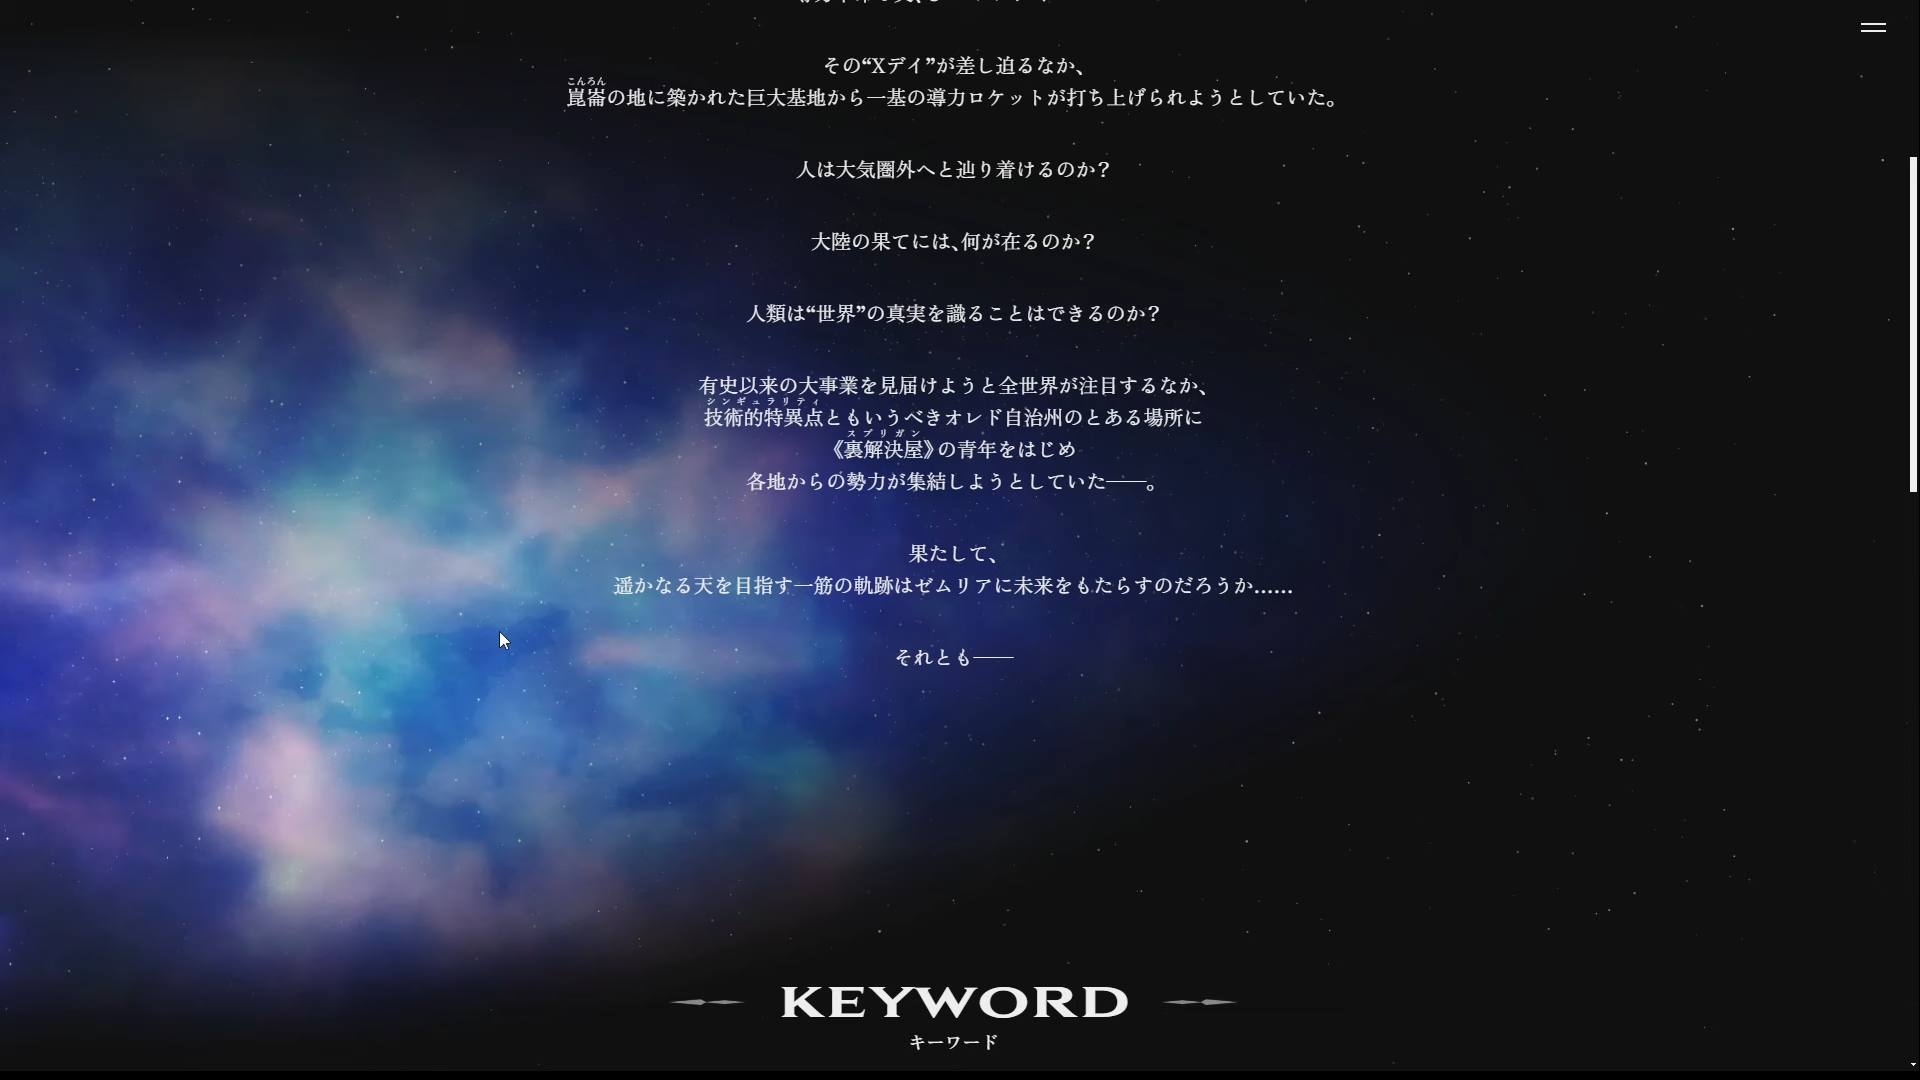 その“Xデイ”が差し迫るなか、
こんろん
崑崙の地に築かれた巨大基地から一基の導力ロケットが打ち上げられようとしていた。
人は大気圏外へと辿り着けるのか？
大陸の果てには、何が在るのか？
人類は“世界”の真実を識ることはできるのか？
有史以来の大事業を見届けようと全世界が注目するなか、
シンギュラリティ
技術的特異点ともいうべきオレド自治州のとある場所に
スプリガン
《裏解決屋》の青年をはじめ
各地からの勢力が集結しようとしていた――。
果たして、
遥かなる天を目指す一筋の軌跡はゼムリアに未来をもたらすのだろうか……
それとも――
KEYWORD
キーワード